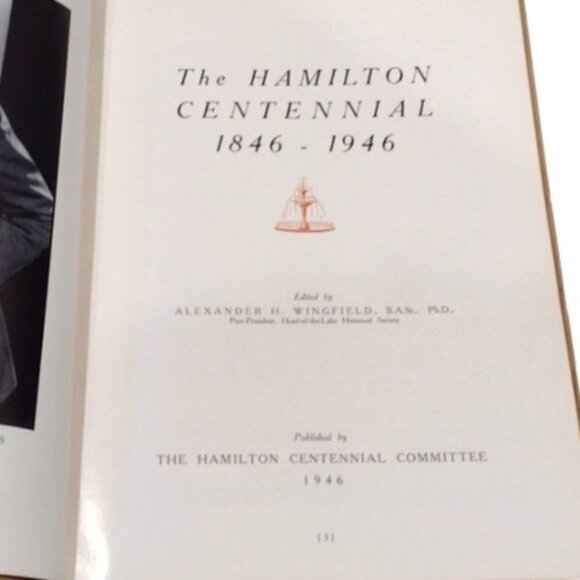 The HAMILTON
CENTENNIAL
1846 - 1946
Edited by
ALEXANDER H. WINGFIELD, B.A.Sc., Ph.D.,
Past-President, Head-of-the-Lake Historical Society
Published by
THE HAMILTON CENTENNIAL COMMITTEE
1946
[3]